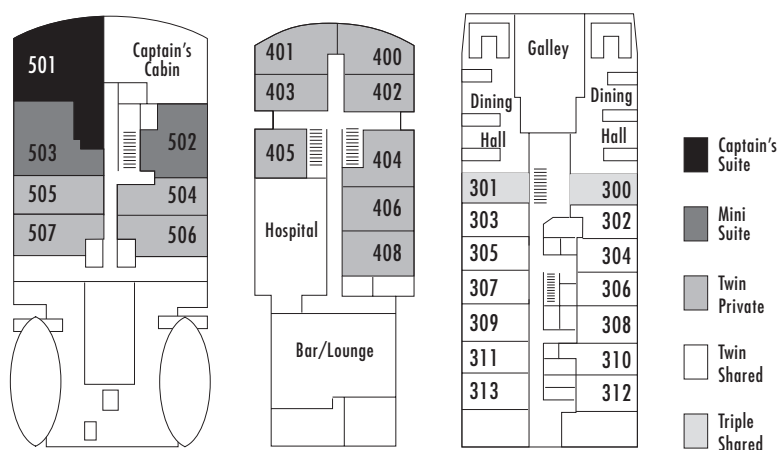 501
Captain's
Cabin
503
502
505
504
507
506
401
400
403
402
405
404
406
Hospital
408
Bar/Lounge
Galley
Dining
Hall
Dining
Hall
301
300
303
302
305
304
307
306
309
308
311
310
313
312
Captain's
Suite
Mini
Suite
Twin
Private
Twin
Shared
Triple
Shared